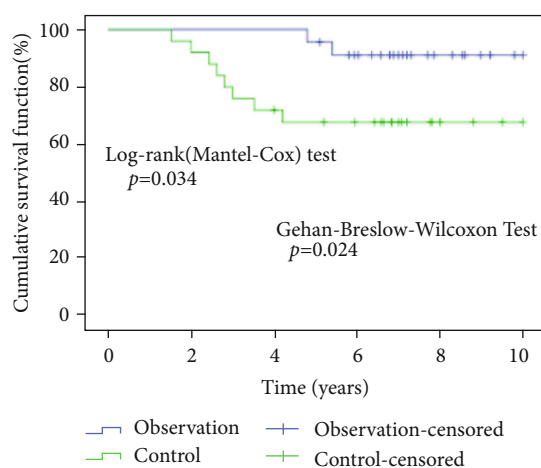 Cumulative survival function(%)
100
80
60
40
20
0
Log-rank(Mantel-Cox) test
p=0.034
Gehan-Breslow-Wilcoxon Test
p=0.024
0 2 4 6 8 10
Time (years)
Observation Observation-censored
Control Control-censored